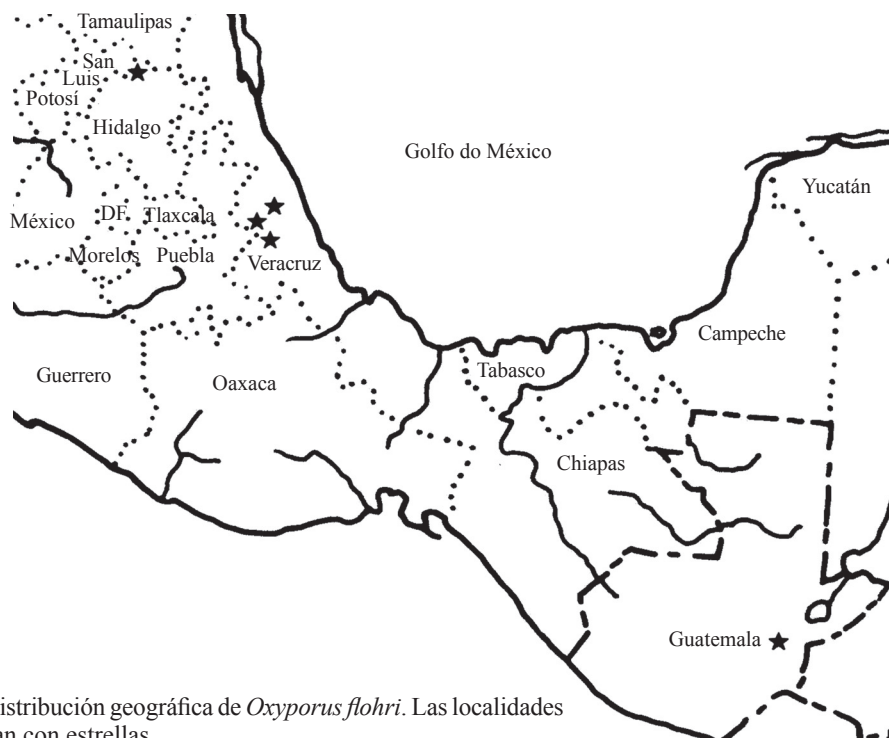 Tamaulipas
San
Luis
Potosí
Hidalgo
Golfo do México
Yucatán
México
DF
Tlaxcala
Morelos
Puebla
Veracruz
Campeche
Guerrero
Oaxaca
Tabasco
Chiapas
Guatemala
istribución geográfica de Oxyporus flohri. Las localidades
an con estrellas